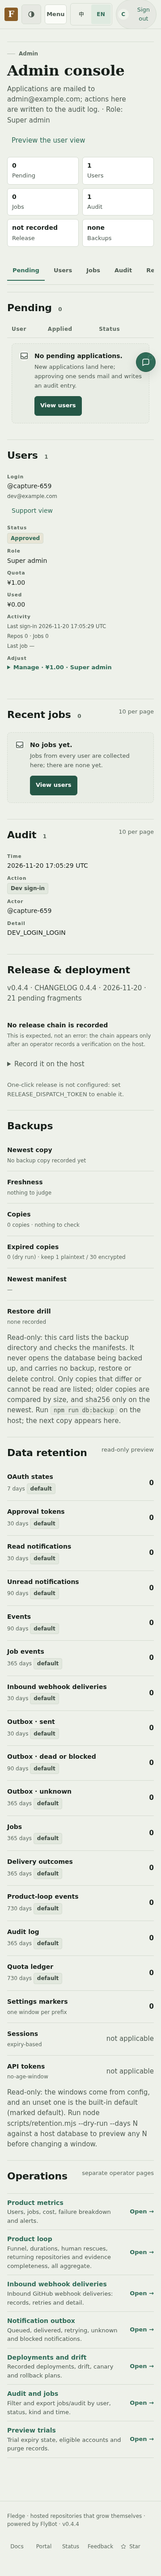 F
Menu
EN
C
Sign out
Admin
Admin console
Applications are mailed to
admin@example.com; actions
here are written to the audit log. · Role:
Super admin
Preview the user view
0
Pending
1
Users
0
Jobs
1
Audit
not recorded
Release
none
Backups
Pending Users Jobs Audit Re
Pending 0
User Applied Status
No pending applications.
New applications land here;
approving one sends mail and writes
an audit entry.
View users
Users 1
Login
@capture-659
dev@example.com
Support view
Status
Approved
Role
Super admin
Quota
¥1.00
Used
¥0.00
Activity
Last sign-in 2026-11-20 17:05:29 UTC
Repos 0 · Jobs 0
Last job —
Adjust
Manage · ¥1.00 · Super admin
Recent jobs 0
10 per page
No jobs yet.
Jobs from every user are collected
here; there are none yet.
View users
Audit 1
10 per page
Time
2026-11-20 17:05:29 UTC
Action
Dev sign-in
Actor
@capture-659
Detail
DEV_LOGIN_LOGIN
Release & deployment
v0.4.4 · CHANGELOG 0.4.4 · 2026-11-20 ·
21 pending fragments
No release chain is recorded
This is expected, not an error: the chain appears only
after an operator records a verification on the host.
Record it on the host
One-click release is not configured: set
RELEASE_DISPATCH_TOKEN to enable it.
Backups
Newest copy
No backup copy recorded yet
Freshness
nothing to judge
Copies
0 copies · nothing to check
Expired copies
0 (dry run) · keep 1 plaintext / 30 encrypted
Newest manifest
—
Restore drill
none recorded
Read-only: this card lists the backup
directory and checks the manifests. It
never opens the database being backed
up, and carries no backup, restore or
delete control. Only copies that differ or
cannot be read are listed; older copies are
compared by size, and sha256 only on the
newest. Run npm run db:backup on the
host; the next copy appears here.
Data retention
read-only preview
OAuth states
7 days default
0
Approval tokens
30 days default
0
Read notifications
30 days default
0
Unread notifications
90 days default
0
Events
90 days default
0
Job events
365 days default
0
Inbound webhook deliveries
30 days default
0
Outbox · sent
30 days default
0
Outbox · dead or blocked
90 days default
0
Outbox · unknown
365 days default
0
Jobs
365 days default
0
Delivery outcomes
365 days default
0
Product-loop events
730 days default
0
Audit log
365 days default
0
Quota ledger
730 days default
0
Settings markers
one window per prefix
0
Sessions
expiry-based
not applicable
API tokens
no-age-window
not applicable
Read-only: the windows come from config,
and an unset one is the built-in default
(marked default). Run node
scripts/retention.mjs --dry-run --days N
against a host database to preview any N
before changing a window.
Operations
separate operator pages
Product metrics
Users, jobs, cost, failure breakdown
and alerts.
Open →
Product loop
Funnel, durations, human rescues,
returning repositories and evidence
completeness, all aggregate.
Open →
Inbound webhook deliveries
Inbound GitHub webhook deliveries:
records, retries and detail.
Open →
Notification outbox
Queued, delivered, retrying, unknown
and blocked notifications.
Open →
Deployments and drift
Recorded deployments, drift, canary
and rollback plans.
Open →
Audit and jobs
Filter and export jobs/audit by user,
status, kind and time.
Open →
Preview trials
Trial expiry state, eligible accounts and
purge records.
Open →
Fledge · hosted repositories that grow themselves ·
powered by FlyBot · v0.4.4
Docs Portal Status Feedback ☆ Star